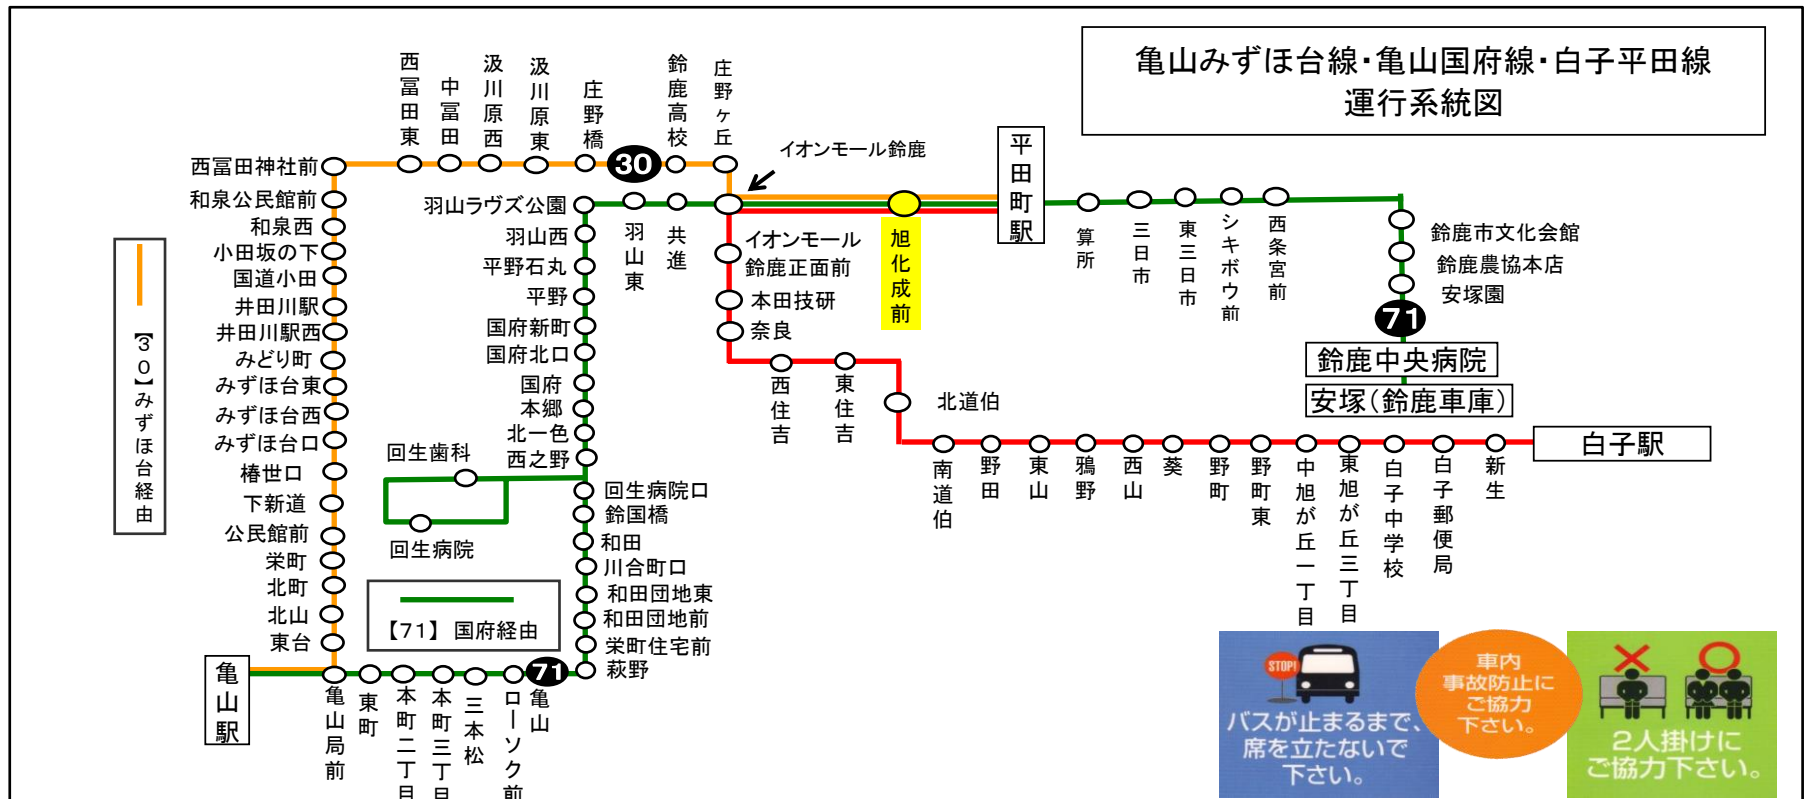 亀山みずほ台線・亀山国府線・白子平田線
運行系統図
西冨田東
中冨田
汲川原西
汲川原東
庄野橋
30
鈴鹿高校
庄野ヶ丘
イオンモール鈴鹿
平田町駅
西冨田神社前
和泉公民館前
和泉西
小田坂の下
国道小田
井田川駅
井田川駅西
みどり町
みずほ台東
みずほ台西
みずほ台口
椿世口
下新道
公民館前
栄町
北町
北山
東台
【30】みずほ台経由
羽山ラヴズ公園
羽山東
共進
羽山西
平野石丸
平野
国府新町
国府北口
国府
本郷
北一色
西之野
回生歯科
回生病院
回生病院口
鈴国橋
和田
川合町口
和田団地東
和田団地前
栄町住宅前
萩野
【71】 国府経由
亀山駅
亀山局前
東町
本町二丁目
本町三丁目
三本松
ローソク前
亀山
71
イオンモール
鈴鹿正面前
本田技研
奈良
旭化成前
算所
三日市
東三日市
シキボウ前
西条宮前
鈴鹿市文化会館
鈴鹿農協本店
安塚園
71
鈴鹿中央病院
安塚(鈴鹿車庫)
西住吉
東住吉
北道伯
南道伯
野田
東山
鴉野
西山
葵
野町
野町東
中旭が丘一丁目
東旭が丘三丁目
白子中学校
白子郵便局
新生
白子駅
STOP!
バスが止まるまで、
席を立たないで
下さい。
車内
事故防止に
ご協力
下さい。
2人掛けに
ご協力下さい。